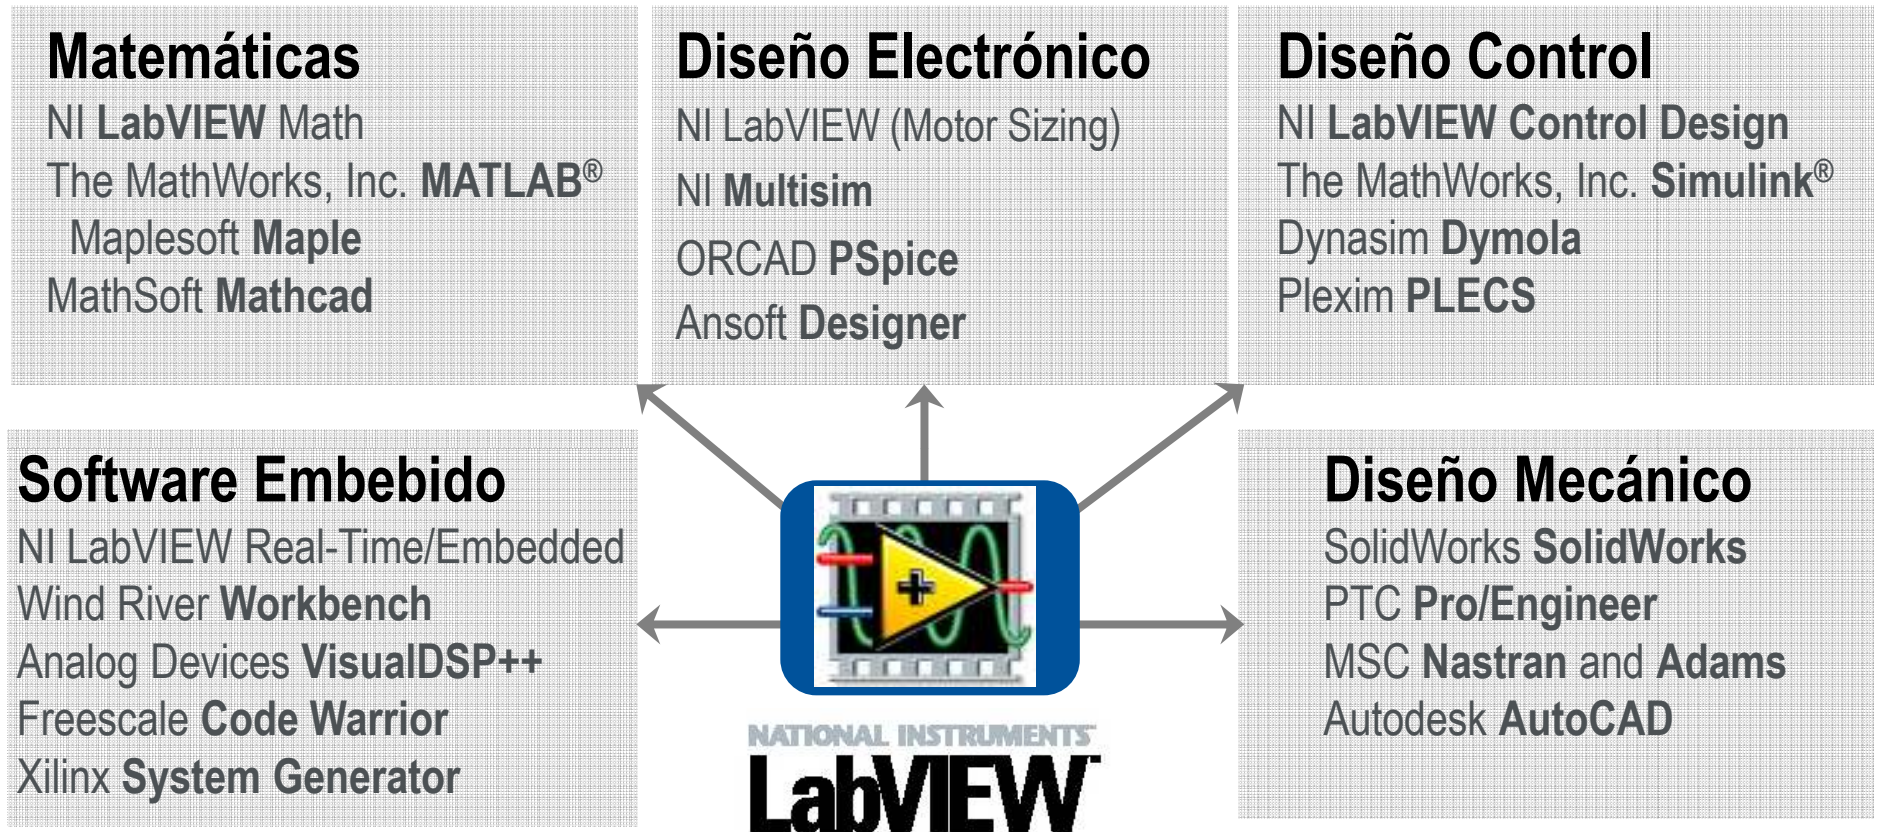 Matemáticas
NI LabVIEW Math
The MathWorks, Inc. MATLAB®
Maplesoft Maple
MathSoft Mathcad
Diseño Electrónico
NI LabVIEW (Motor Sizing)
NI Multisim
ORCAD PSpice
Ansoft Designer
Diseño Control
NI LabVIEW Control Design
The MathWorks, Inc. Simulink®
Dynasim Dymola
Plexim PLECS
Software Embebido
NI LabVIEW Real-Time/Embedded
Wind River Workbench
Analog Devices VisualDSP++
Freescale Code Warrior
Xilinx System Generator
NATIONAL INSTRUMENTS™
LabVIEW™
Diseño Mecánico
SolidWorks SolidWorks
PTC Pro/Engineer
MSC Nastran and Adams
Autodesk AutoCAD